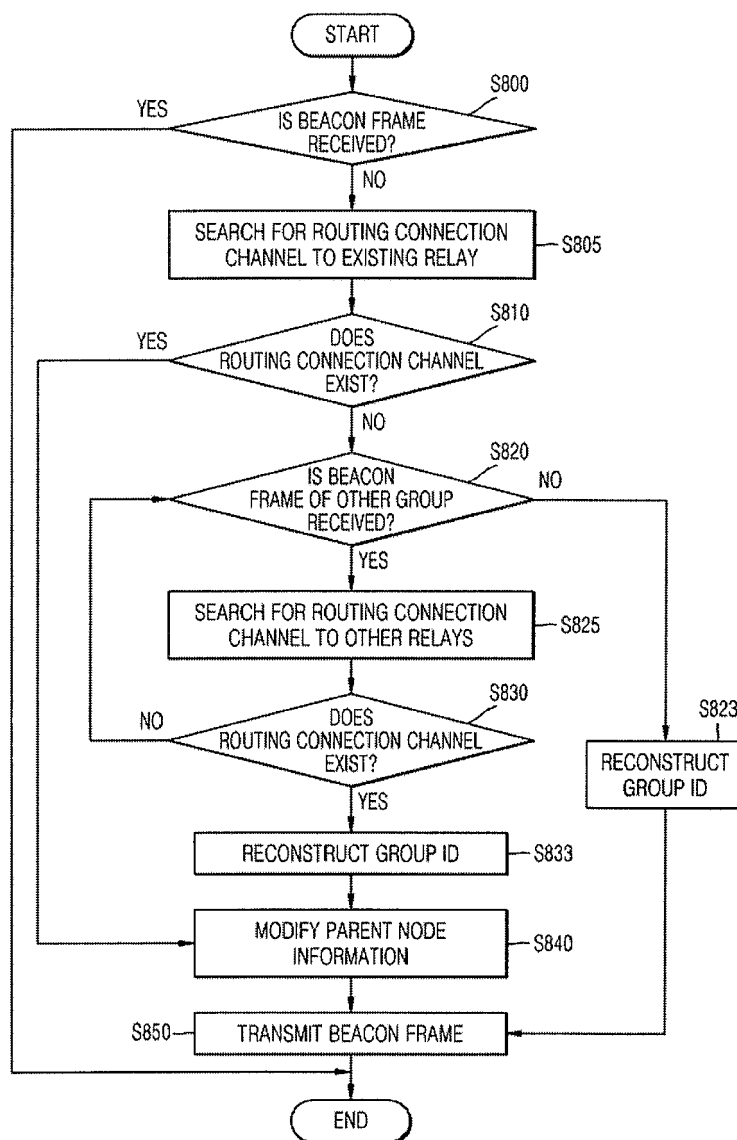 START
S800
YES
IS BEACON FRAME
RECEIVED?
NO
SEARCH FOR ROUTING CONNECTION
CHANNEL TO EXISTING RELAY
S805
S810
YES
DOES
ROUTING CONNECTION CHANNEL
EXIST?
NO
S820
IS BEACON
FRAME OF OTHER GROUP
RECEIVED?
NO
YES
SEARCH FOR ROUTING CONNECTION
CHANNEL TO OTHER RELAYS
S825
S830
NO
DOES
ROUTING CONNECTION CHANNEL
EXIST?
YES
S823
RECONSTRUCT
GROUP ID
RECONSTRUCT GROUP ID
S833
MODIFY PARENT NODE
INFORMATION
S840
S850
TRANSMIT BEACON FRAME
END